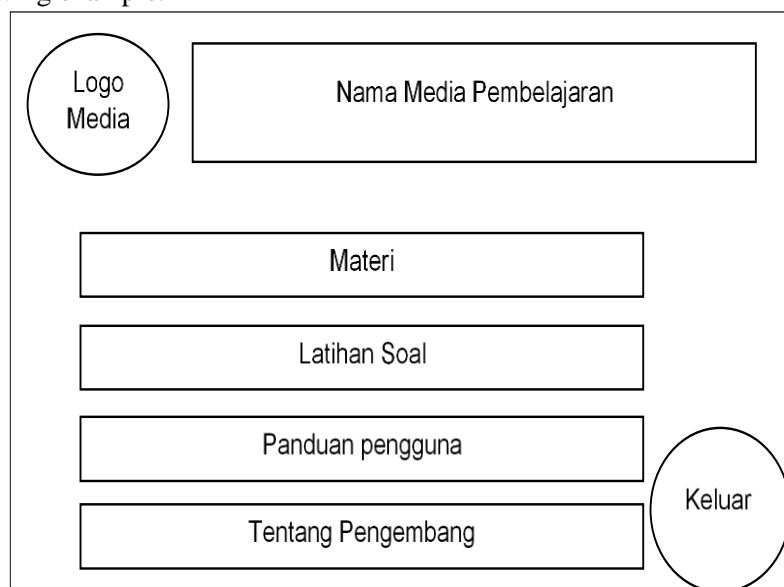 Logo
Media
Nama Media Pembelajaran
Materi
Latihan Soal
Panduan pengguna
Tentang Pengembang
Keluar